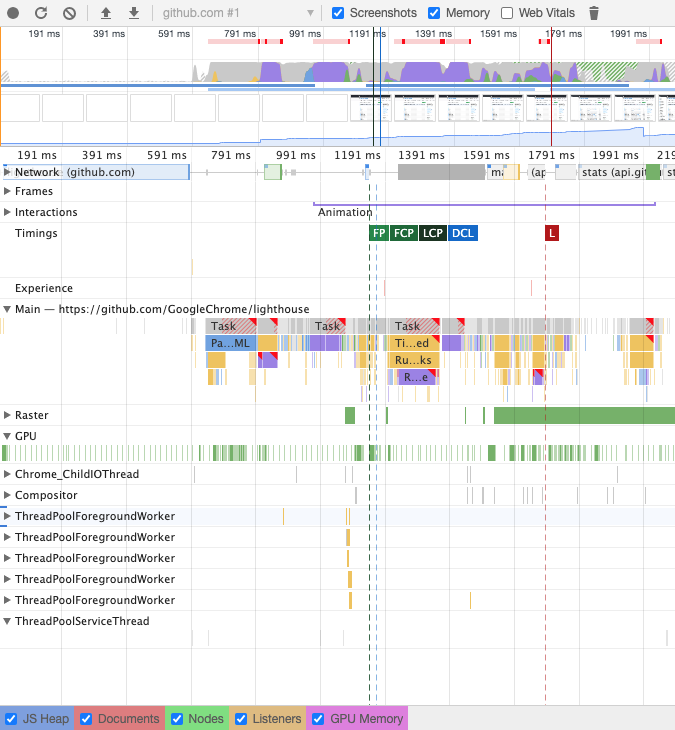 github.com #1 Screenshots Memory Web Vitals
191 ms 391 ms 591 ms 791 ms 991 ms 1191 ms 1391 ms 1591 ms 1791 ms 1991 ms
191 ms 391 ms 591 ms 791 ms 991 ms 1191 ms 1391 ms 1591 ms 1791 ms 1991 ms 219
Network (github.com) ma (ap stats (api.git st
Frames
Interactions Animation
Timings FP FCP LCP DCL L
Experience
Main — https://github.com/GoogleChrome/lighthouse
Task Task Task
Pa…ML Ti…ed
Ru…ks
R…e
Raster
GPU
Chrome_ChildIOThread
Compositor
ThreadPoolForegroundWorker
ThreadPoolForegroundWorker
ThreadPoolForegroundWorker
ThreadPoolForegroundWorker
ThreadPoolForegroundWorker
ThreadPoolServiceThread
JS Heap Documents Nodes Listeners GPU Memory